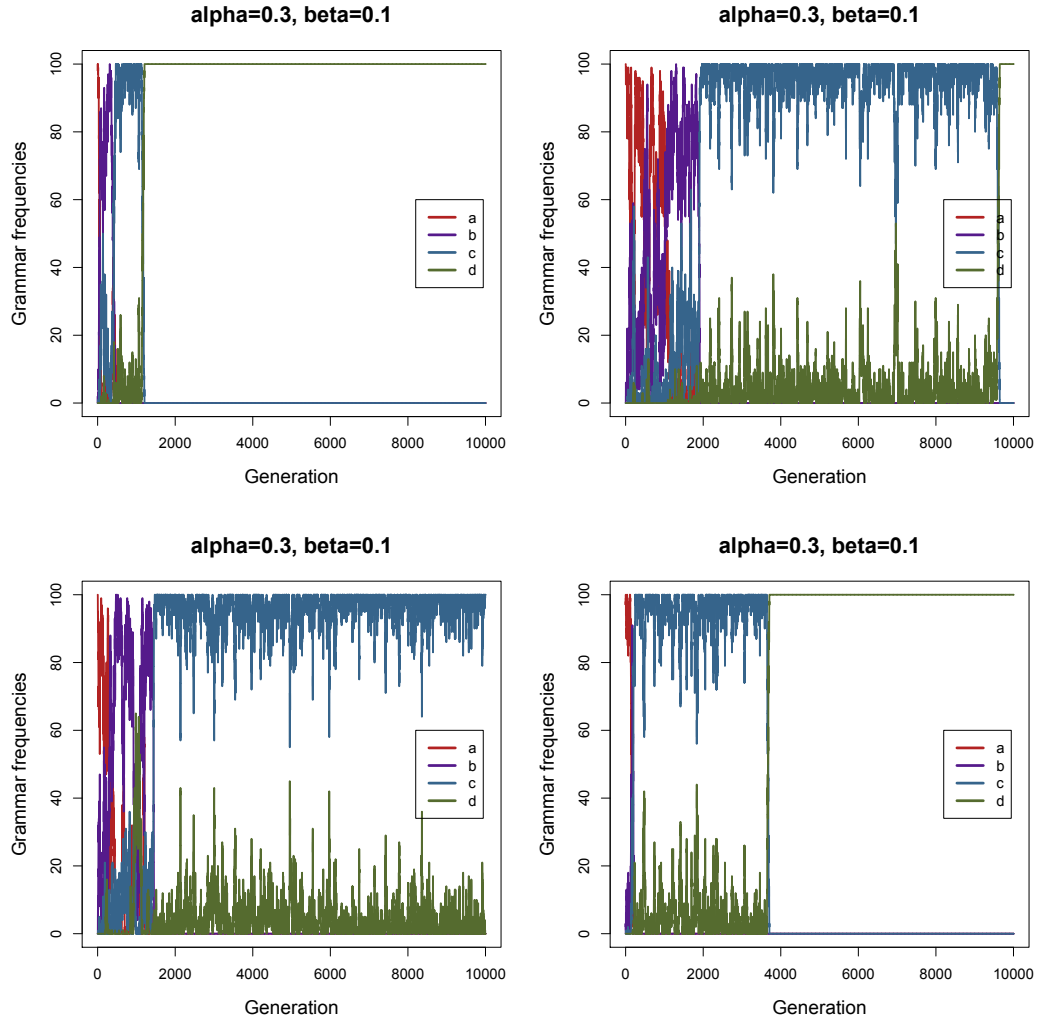 alpha=0.3, beta=0.1
Grammar frequencies
100
80
60
40
20
0
a
b
c
d
0 2000 4000 6000 8000 10000
Generation
alpha=0.3, beta=0.1
Grammar frequencies
100
80
60
40
20
0
a
b
c
d
0 2000 4000 6000 8000 10000
Generation
alpha=0.3, beta=0.1
Grammar frequencies
100
80
60
40
20
0
a
b
c
d
0 2000 4000 6000 8000 10000
Generation
alpha=0.3, beta=0.1
Grammar frequencies
100
80
60
40
20
0
a
b
c
d
0 2000 4000 6000 8000 10000
Generation